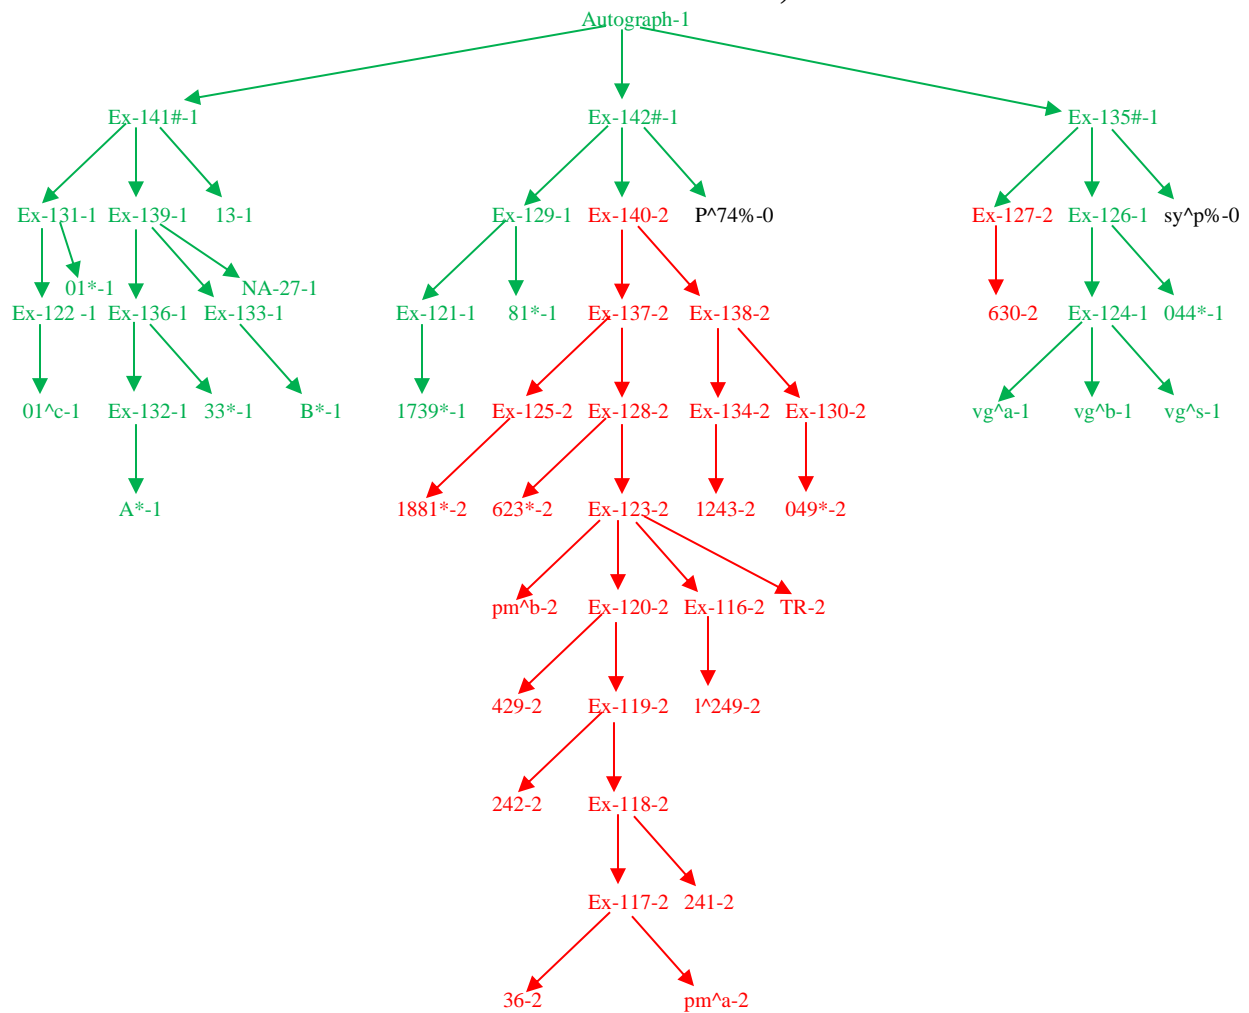 Autograph-1
Ex-141#-1 Ex-142#-1 Ex-135#-1
Ex-131-1 Ex-139-1 13-1 Ex-129-1 Ex-140-2 P^74%-0 Ex-127-2 Ex-126-1 sy^p%-0
01*-1 NA-27-1
Ex-122 -1 Ex-136-1 Ex-133-1 Ex-121-1 81*-1 Ex-137-2 Ex-138-2 630-2 Ex-124-1 044*-1
01^c-1 Ex-132-1 33*-1 B*-1 1739*-1 Ex-125-2 Ex-128-2 Ex-134-2 Ex-130-2 vg^a-1 vg^b-1 vg^s-1
A*-1 1881*-2 623*-2 Ex-123-2 1243-2 049*-2
pm^b-2 Ex-120-2 Ex-116-2 TR-2
429-2 Ex-119-2 l^249-2
242-2 Ex-118-2
Ex-117-2 241-2
36-2 pm^a-2